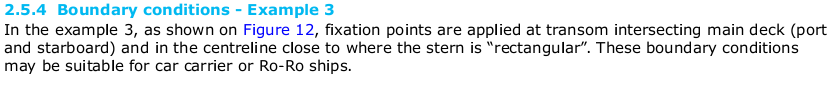 2.5.4 Boundary conditions - Example 3
In the example 3, as shown on Figure 12, fixation points are applied at transom intersecting main deck (port
and starboard) and in the centreline close to where the stern is “rectangular”. These boundary conditions
may be suitable for car carrier or Ro-Ro ships.